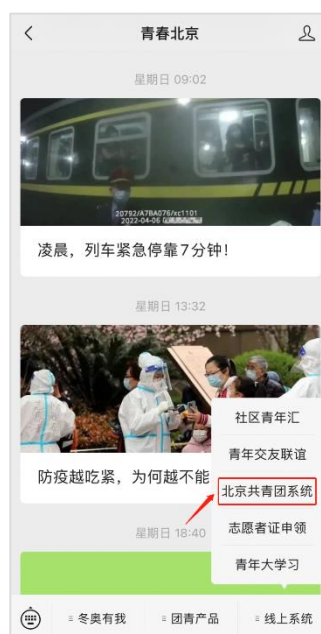 青春北京
星期日 09:02
20792/A7BA076/xc1101
2022-04-06
凌晨，列车紧急停靠7分钟！
星期日 13:32
社区青年汇
青年交友联谊
防疫越吃紧，为何越不能
北京共青团系统
志愿者证申领
星期日 18:40
青年大学习
冬奥有我
团青产品
线上系统